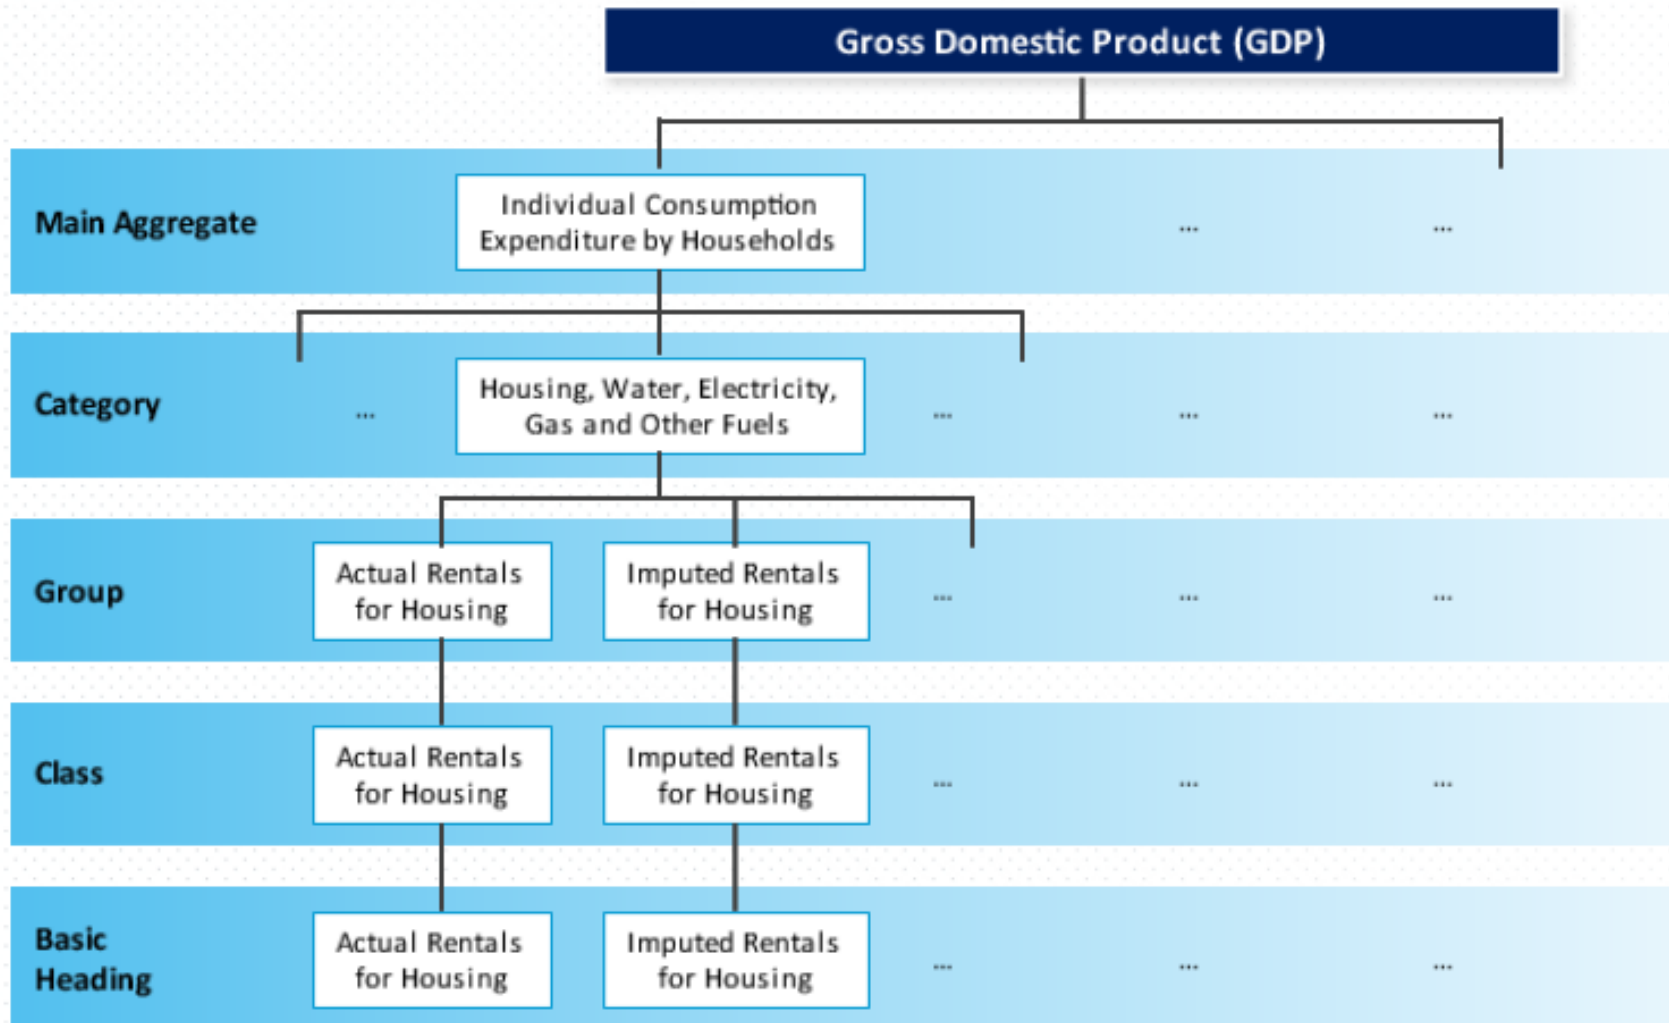 Gross Domestic Product (GDP)
Main Aggregate
Individual Consumption
Expenditure by Households
...
...
Category
...
Housing, Water, Electricity,
Gas and Other Fuels
...
...
...
Group
Actual Rentals
for Housing
Imputed Rentals
for Housing
...
...
...
Class
Actual Rentals
for Housing
Imputed Rentals
for Housing
...
...
...
Basic
Heading
Actual Rentals
for Housing
Imputed Rentals
for Housing
...
...
...